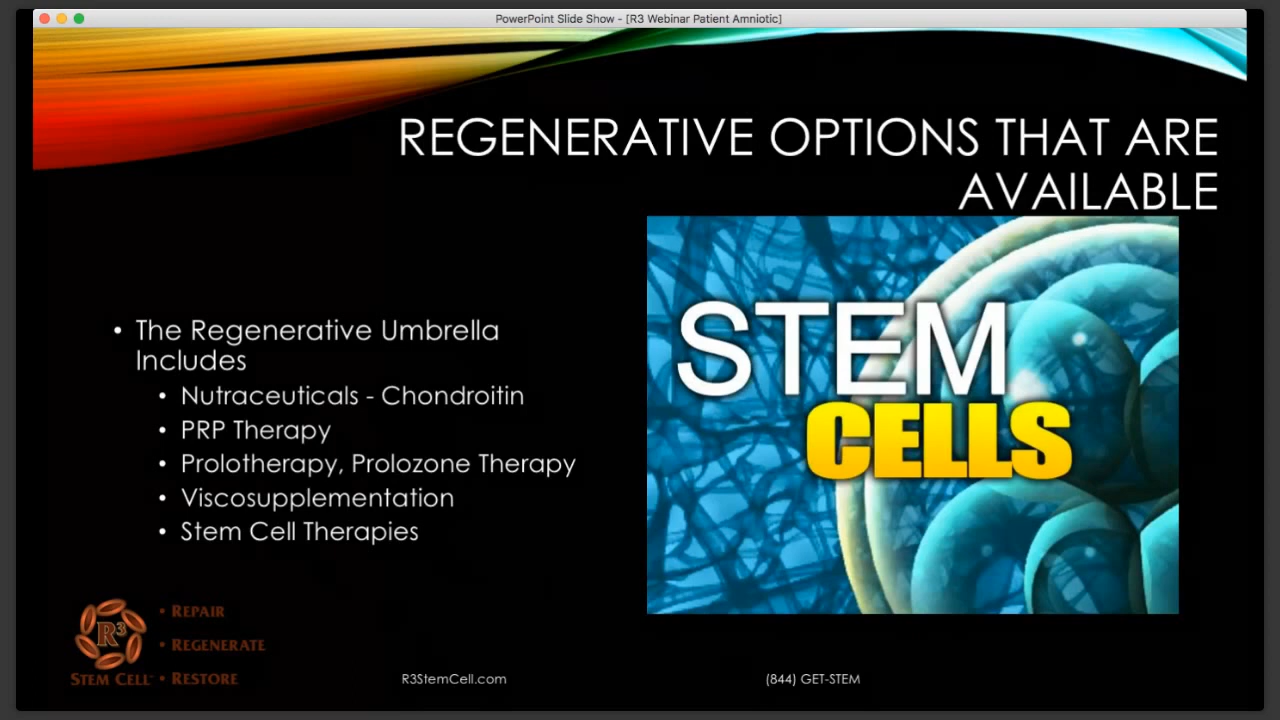 PowerPoint Slide Show - [R3 Webinar Patient Amniotic]
REGENERATIVE OPTIONS THAT ARE
AVAILABLE
• The Regenerative Umbrella
Includes
• Nutraceuticals - Chondroitin
• PRP Therapy
• Prolotherapy, Prolozone Therapy
• Viscosupplementation
• Stem Cell Therapies
STEM
CELLS
R³
STEM CELL™
• REPAIR
• REGENERATE
• RESTORE
R3StemCell.com
(844) GET-STEM